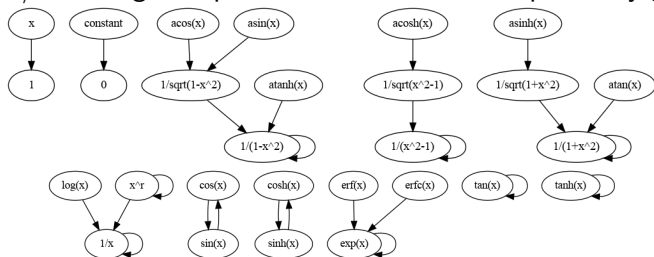 x constant acos(x) asin(x) acosh(x) asinh(x)
1 0 1/sqrt(1-x^2) atanh(x) 1/sqrt(x^2-1) 1/sqrt(1+x^2) atan(x)
1/(1-x^2) 1/(x^2-1) 1/(1+x^2)
log(x) x^r cos(x) cosh(x) erf(x) erfc(x) tan(x) tanh(x)
1/x sin(x) sinh(x) exp(x)